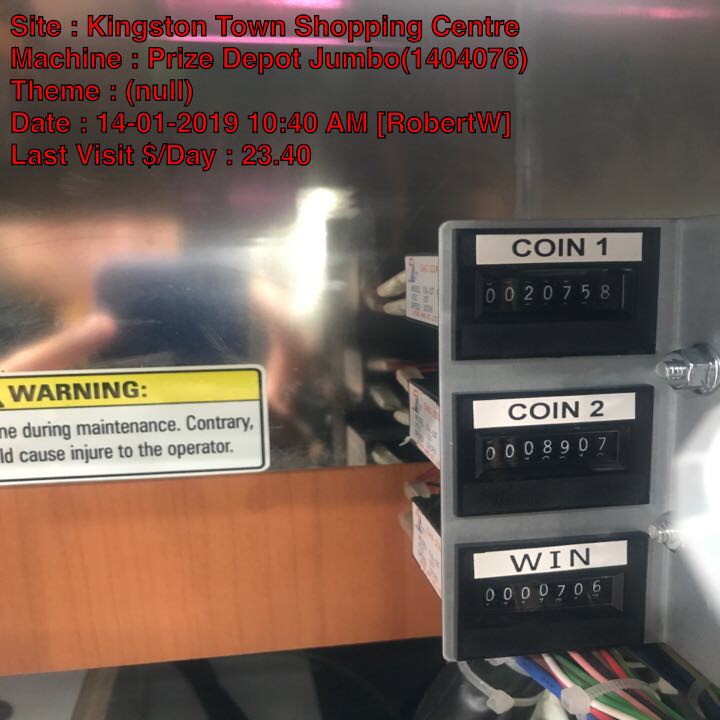 Site : Kingston Town Shopping Centre
Machine : Prize Depot Jumbo(1404076)
Theme : (null)
Date : 14-01-2019 10:40 AM [RobertW]
Last Visit $/Day : 23.40
COIN 1
0020758
COIN 2
0008907
WIN
0000706
WARNING:
ne during maintenance. Contrary,
ld cause injure to the operator.